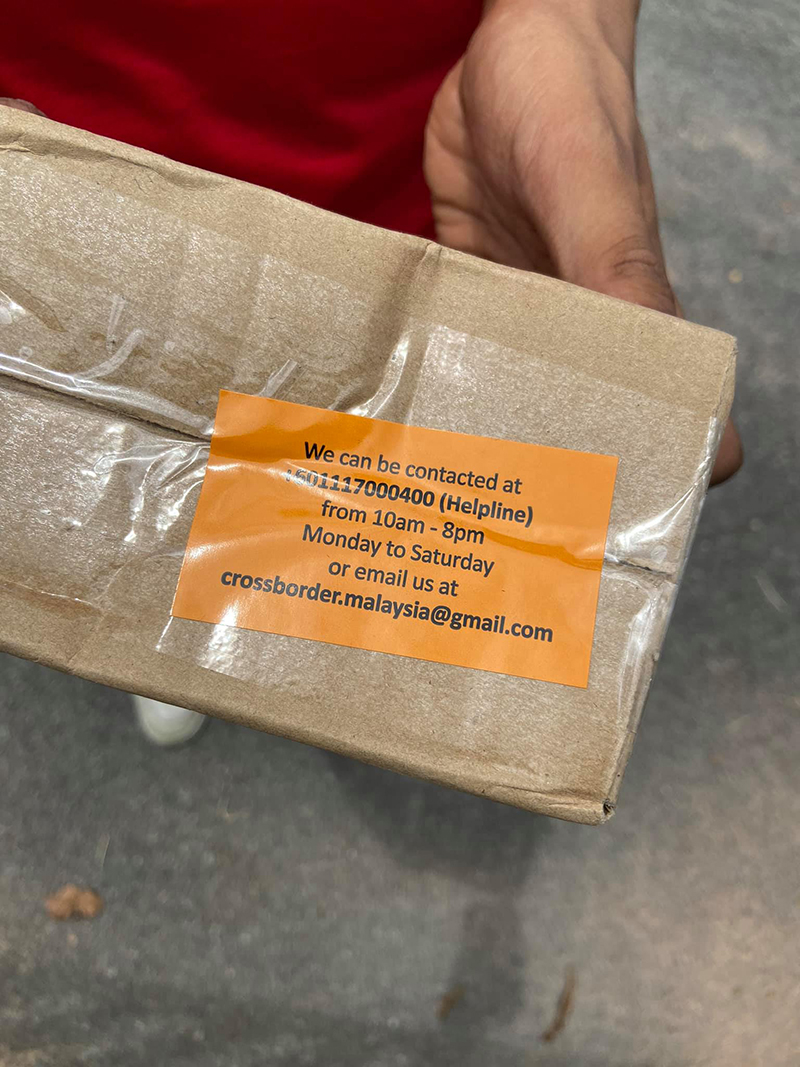 We can be contacted at
+601117000400 (Helpline)
from 10am - 8pm
Monday to Saturday
or email us at
crossborder.malaysia@gmail.com